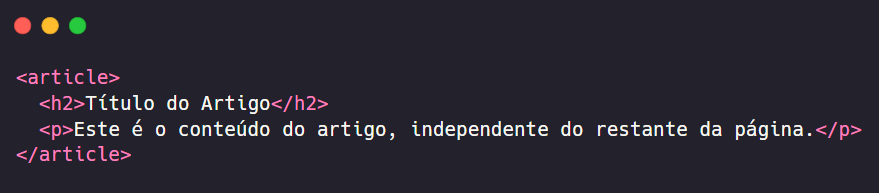 <article>
<h2>Título do Artigo</h2>
<p>Este é o conteúdo do artigo, independente do restante da página.</p>
</article>